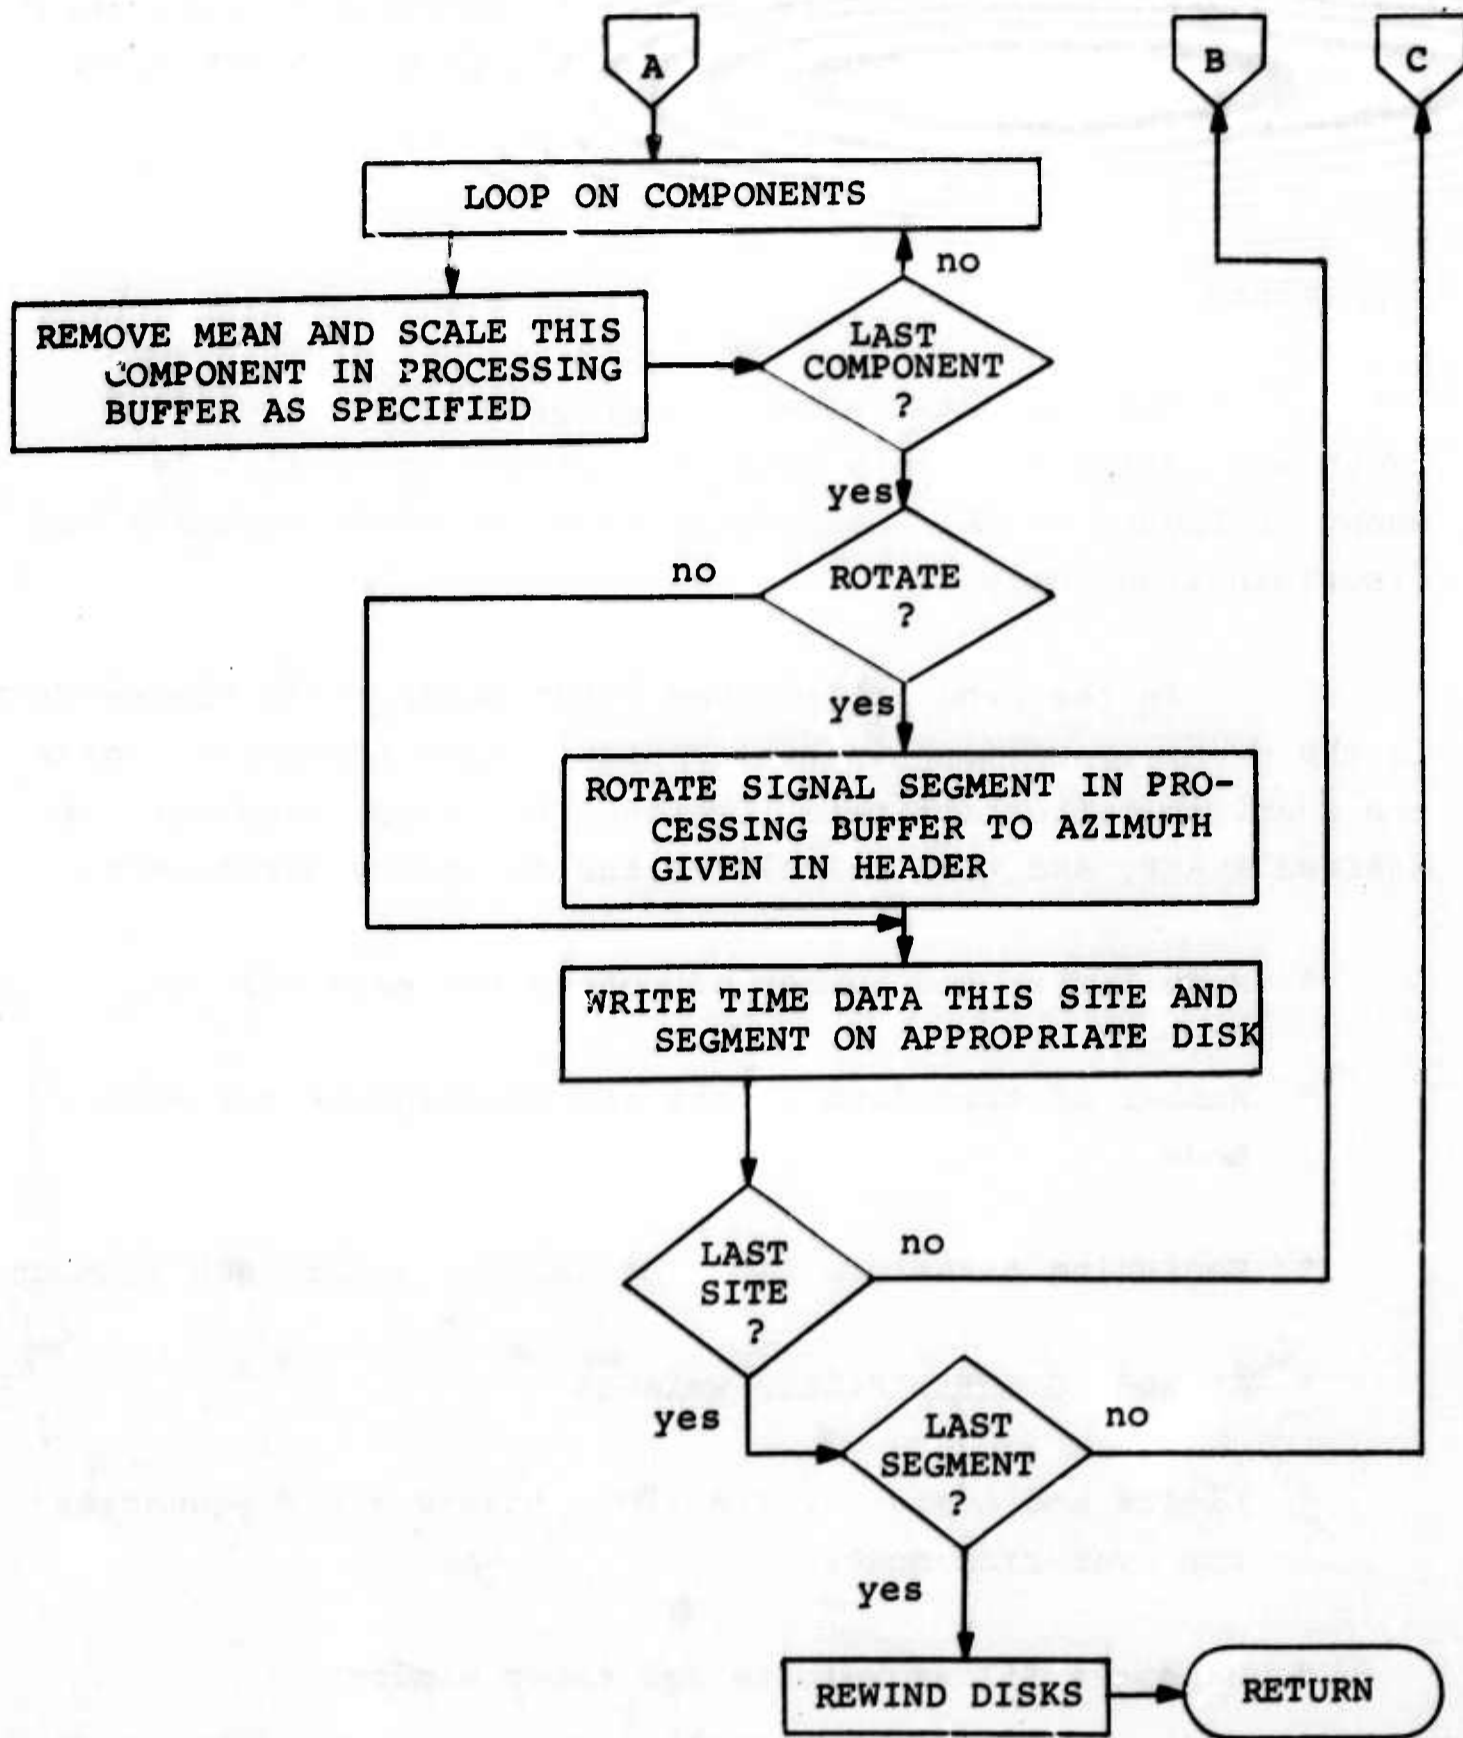 A
B
C
LOOP ON COMPONENTS
no
REMOVE MEAN AND SCALE THIS
COMPONENT IN PROCESSING
BUFFER AS SPECIFIED
LAST
COMPONENT
?
yes
no
ROTATE
?
yes
ROTATE SIGNAL SEGMENT IN PRO-
CESSING BUFFER TO AZIMUTH
GIVEN IN HEADER
WRITE TIME DATA THIS SITE AND
SEGMENT ON APPROPRIATE DISK
LAST
SITE
?
no
yes
LAST
SEGMENT
?
no
yes
REWIND DISKS
RETURN